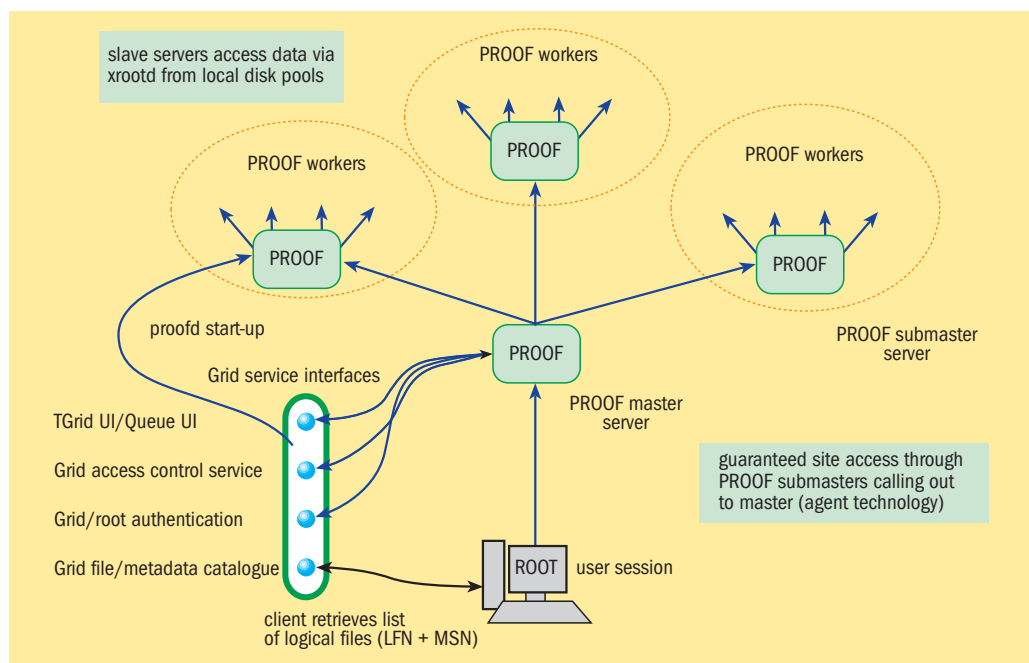 slave servers access data via
xrootd from local disk pools
PROOF workers
PROOF
PROOF workers
PROOF
PROOF workers
PROOF
proofd start-up
PROOF submaster
server
PROOF
PROOF master
server
Grid service interfaces
TGrid UI/Queue UI
Grid access control service
Grid/root authentication
Grid file/metadata catalogue
guaranteed site access through
PROOF submasters calling out
to master (agent technology)
ROOT
user session
client retrieves list
of logical files (LFN + MSN)